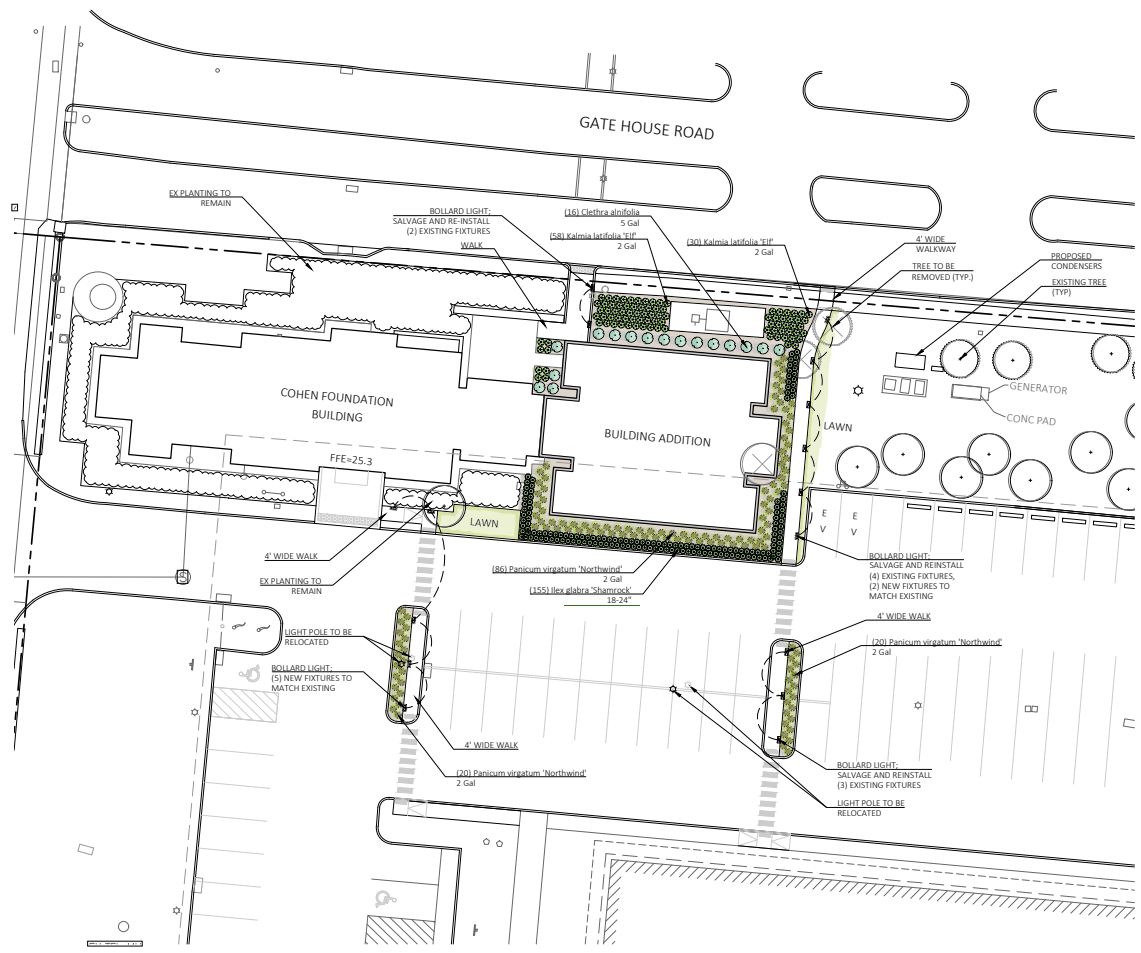 GATE HOUSE ROAD
EX PLANTING TO
REMAIN
BOLLARD LIGHT;
SALVAGE AND RE-INSTALL
(2) EXISTING FIXTURES
WALK
(16) Clethra alnifolia
5 Gal
(58) Kalmia latifolia 'Elf'
2 Gal
(30) Kalmia latifolia 'Elf'
2 Gal
4' WIDE
WALKWAY
TREE TO BE
REMOVED (TYP.)
PROPOSED
CONDENSERS
EXISTING TREE
(TYP)
GENERATOR
CONC PAD
COHEN FOUNDATION
BUILDING
FFE=25.3
BUILDING ADDITION
LAWN
LAWN
E
V
E
V
4' WIDE WALK
EX PLANTING TO
REMAIN
(86) Panicum virgatum 'Northwind'
2 Gal
(155) Ilex glabra 'Shamrock'
18-24"
BOLLARD LIGHT;
SALVAGE AND REINSTALL
(4) EXISTING FIXTURES,
(2) NEW FIXTURES TO
MATCH EXISTING
4' WIDE WALK
(20) Panicum virgatum 'Northwind'
2 Gal
LIGHT POLE TO BE
RELOCATED
BOLLARD LIGHT;
(5) NEW FIXTURES TO
MATCH EXISTING
4' WIDE WALK
(20) Panicum virgatum 'Northwind'
2 Gal
BOLLARD LIGHT;
SALVAGE AND REINSTALL
(3) EXISTING FIXTURES
LIGHT POLE TO BE
RELOCATED